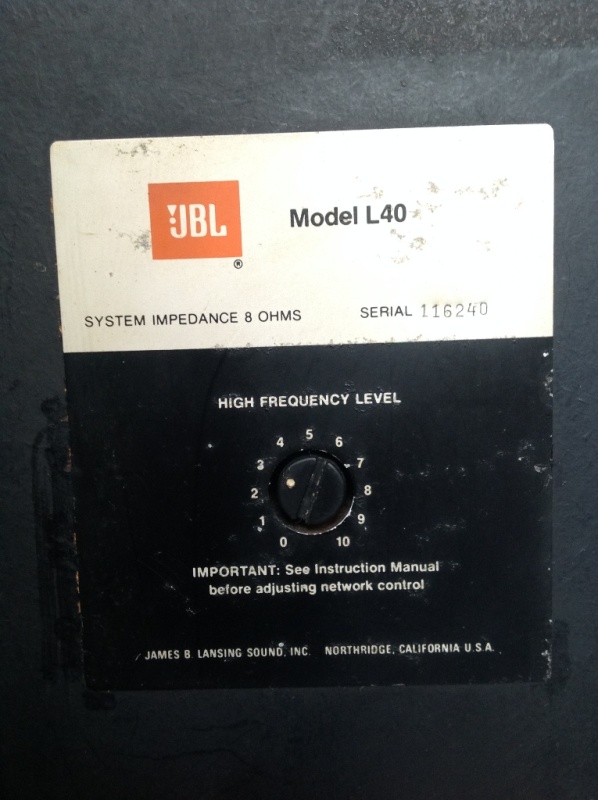 JBL
®
Model L40
SYSTEM IMPEDANCE 8 OHMS SERIAL 116240
HIGH FREQUENCY LEVEL
0 1 2 3 4 5 6 7 8 9 10
IMPORTANT: See Instruction Manual
before adjusting network control
JAMES B. LANSING SOUND, INC. NORTHRIDGE, CALIFORNIA U.S.A.